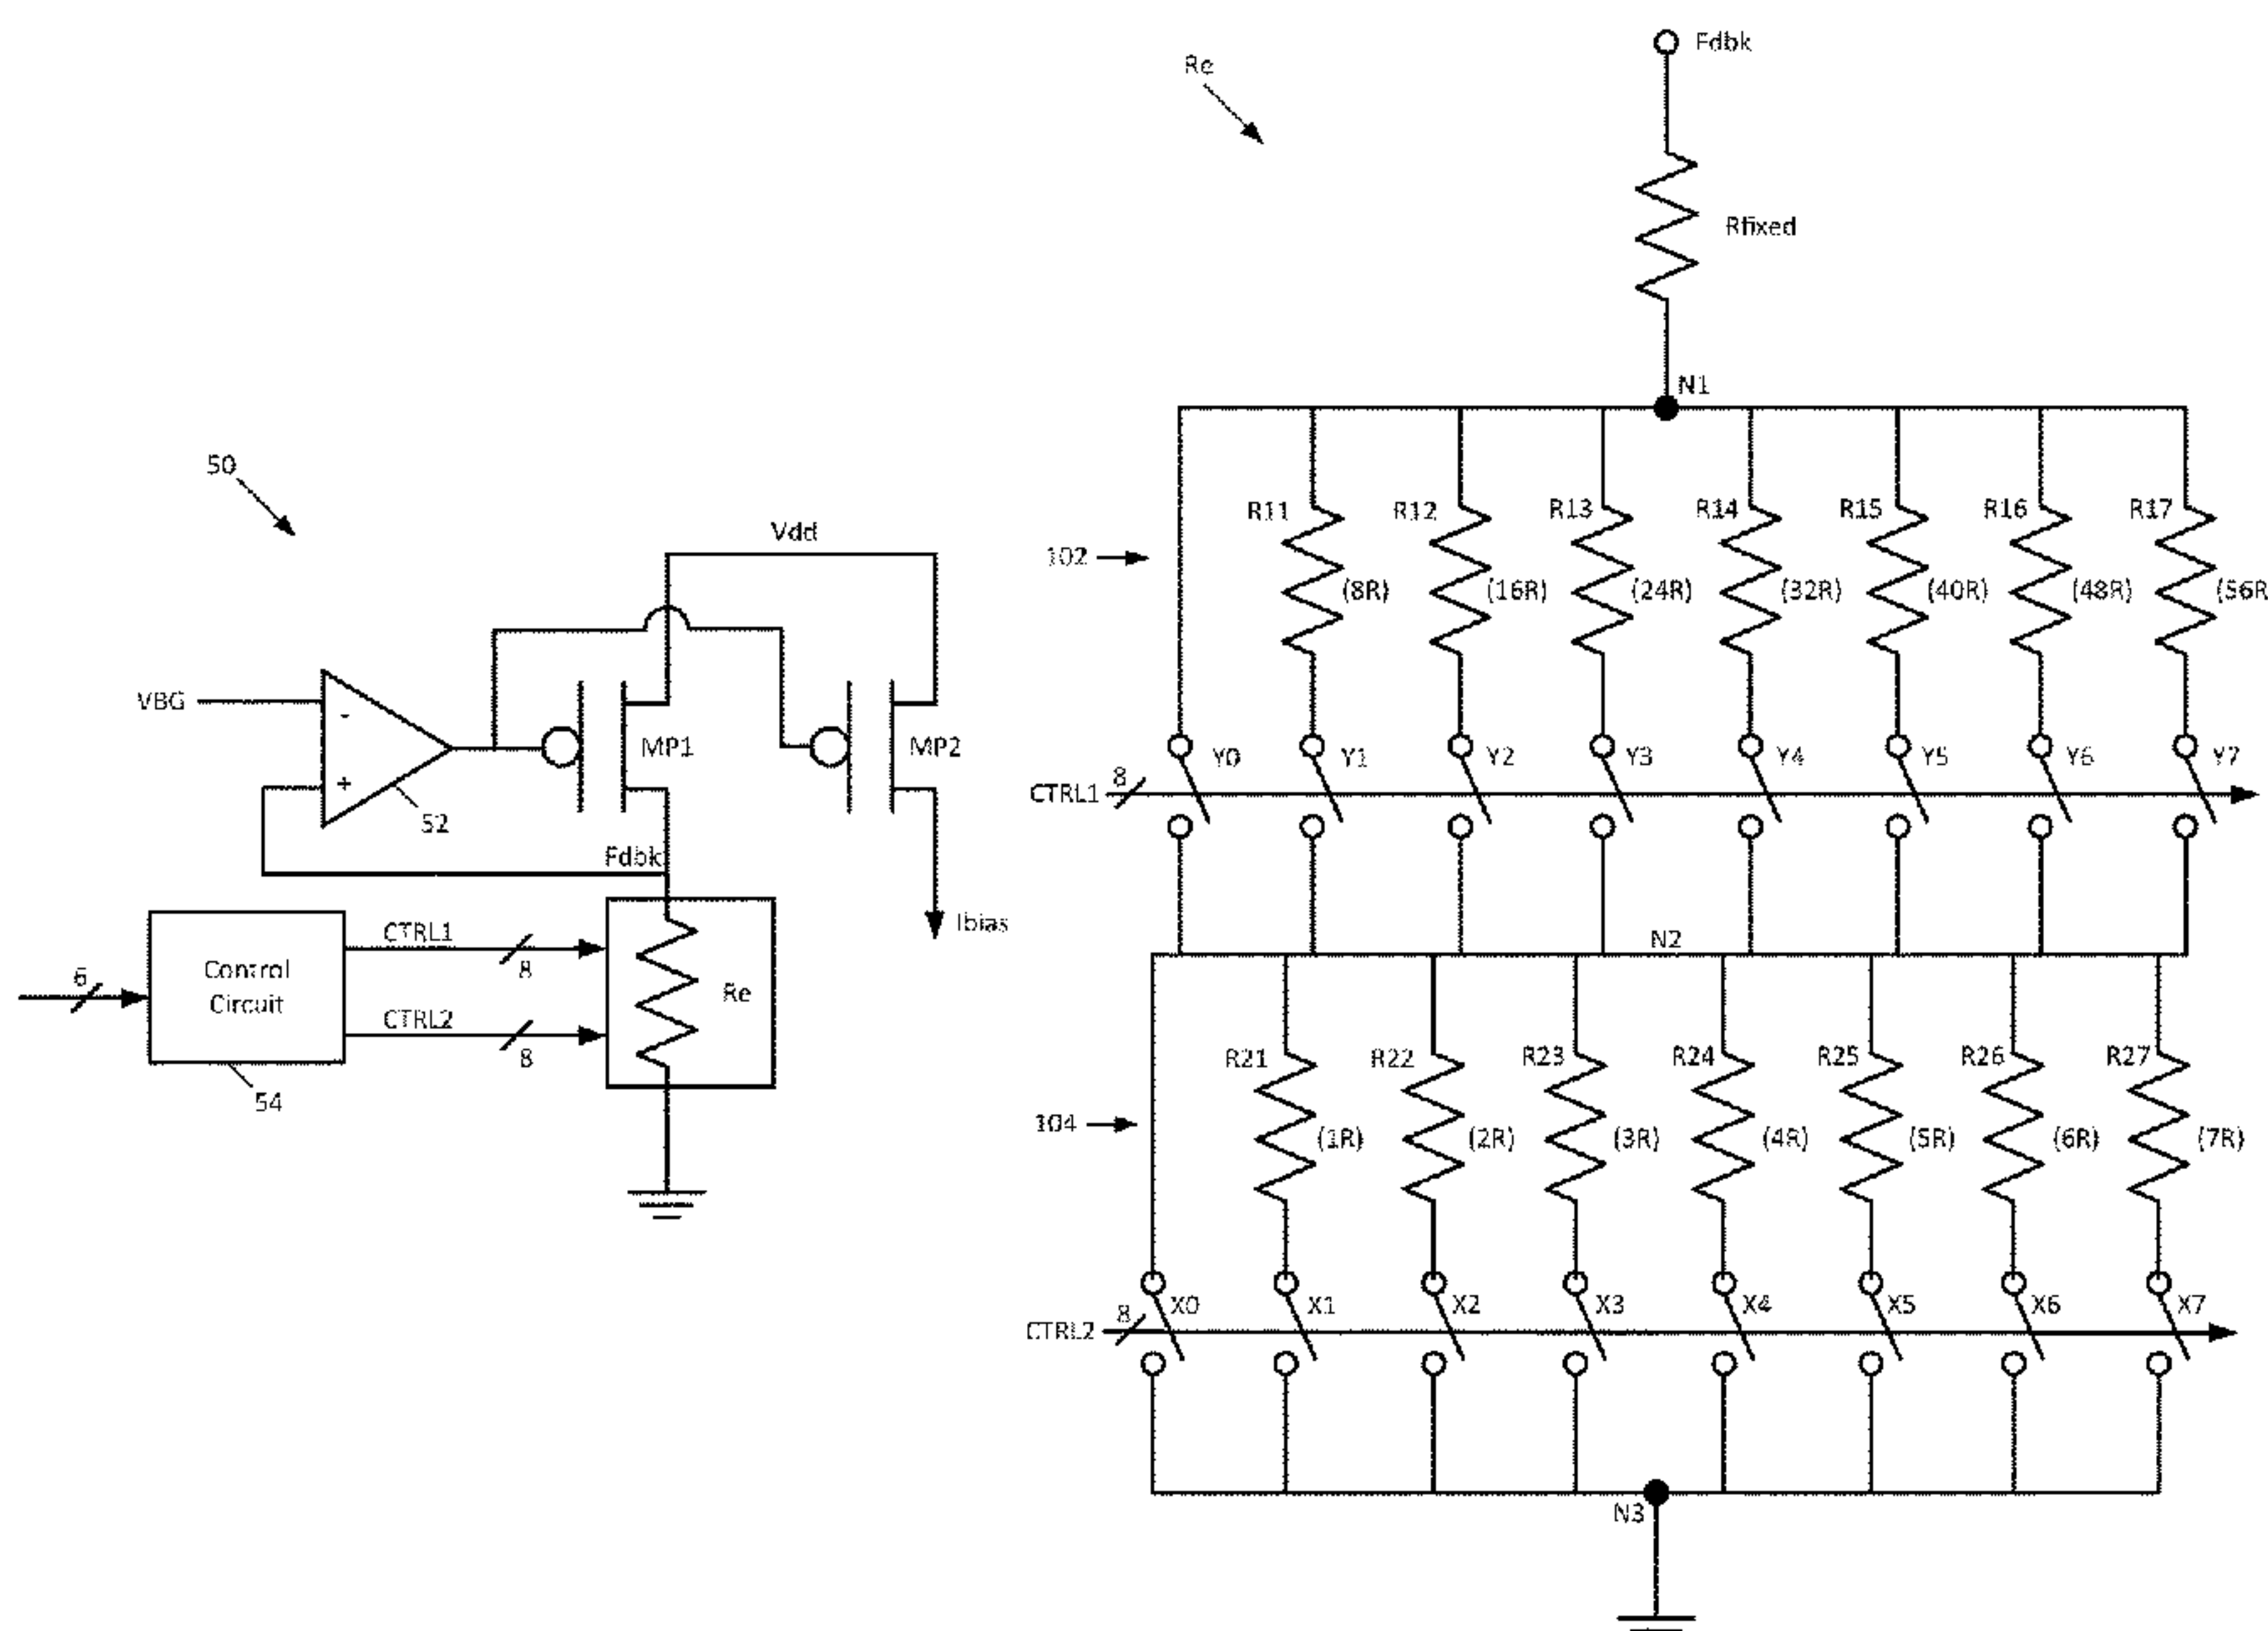 50
Vdd
VBG
-
+
52
MP1
MP2
Fdbk
Ibias
6
Control
Circuit
54
CTRL1
8
CTRL2
8
Re
Re
Fdbk
Rfixed
N1
102
R11
R12
R13
R14
R15
R16
R17
(8R)
(16R)
(24R)
(32R)
(40R)
(48R)
(56R
Y0
Y1
Y2
Y3
Y4
Y5
Y6
Y7
CTRL1
8
N2
104
R21
R22
R23
R24
R25
R26
R27
(1R)
(2R)
(3R)
(4R)
(5R)
(6R)
(7R)
X0
X1
X2
X3
X4
X5
X6
X7
CTRL2
8
N3